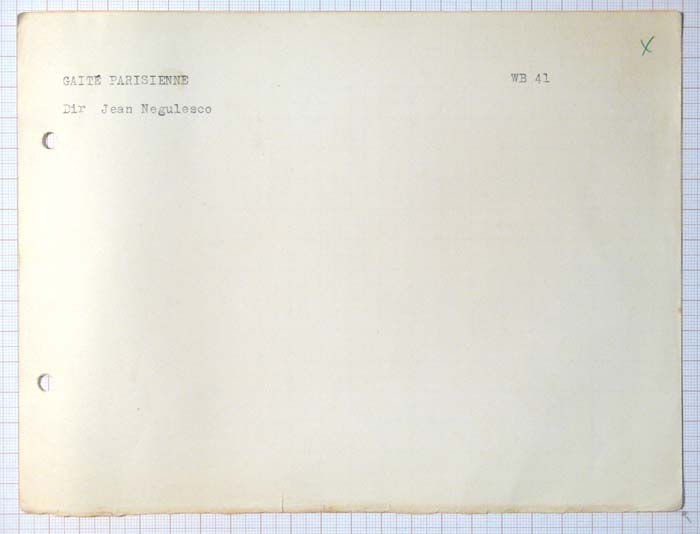 GAITÉ PARISIENNE WB 41
Dir Jean Negulesco
X